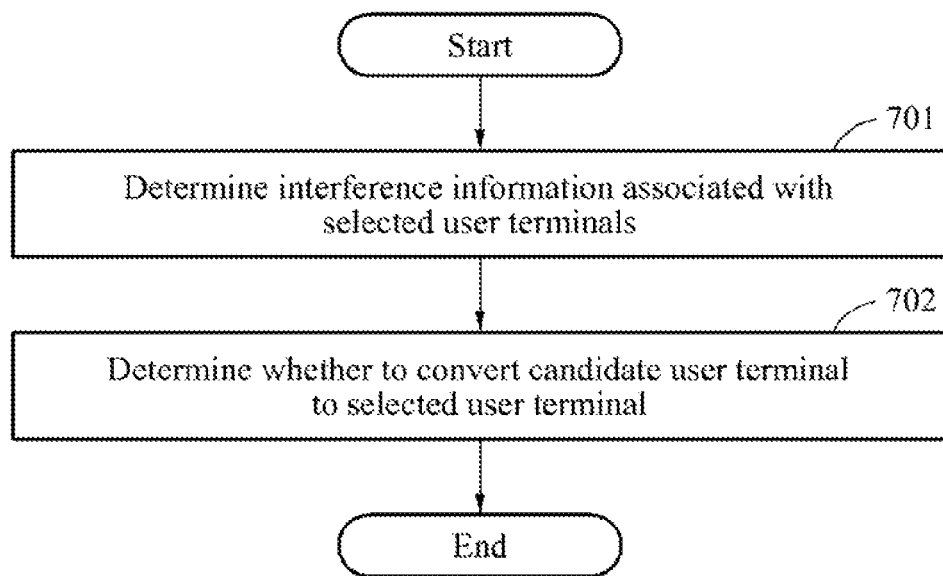 Start
701
Determine interference information associated with
selected user terminals
702
Determine whether to convert candidate user terminal
to selected user terminal
End